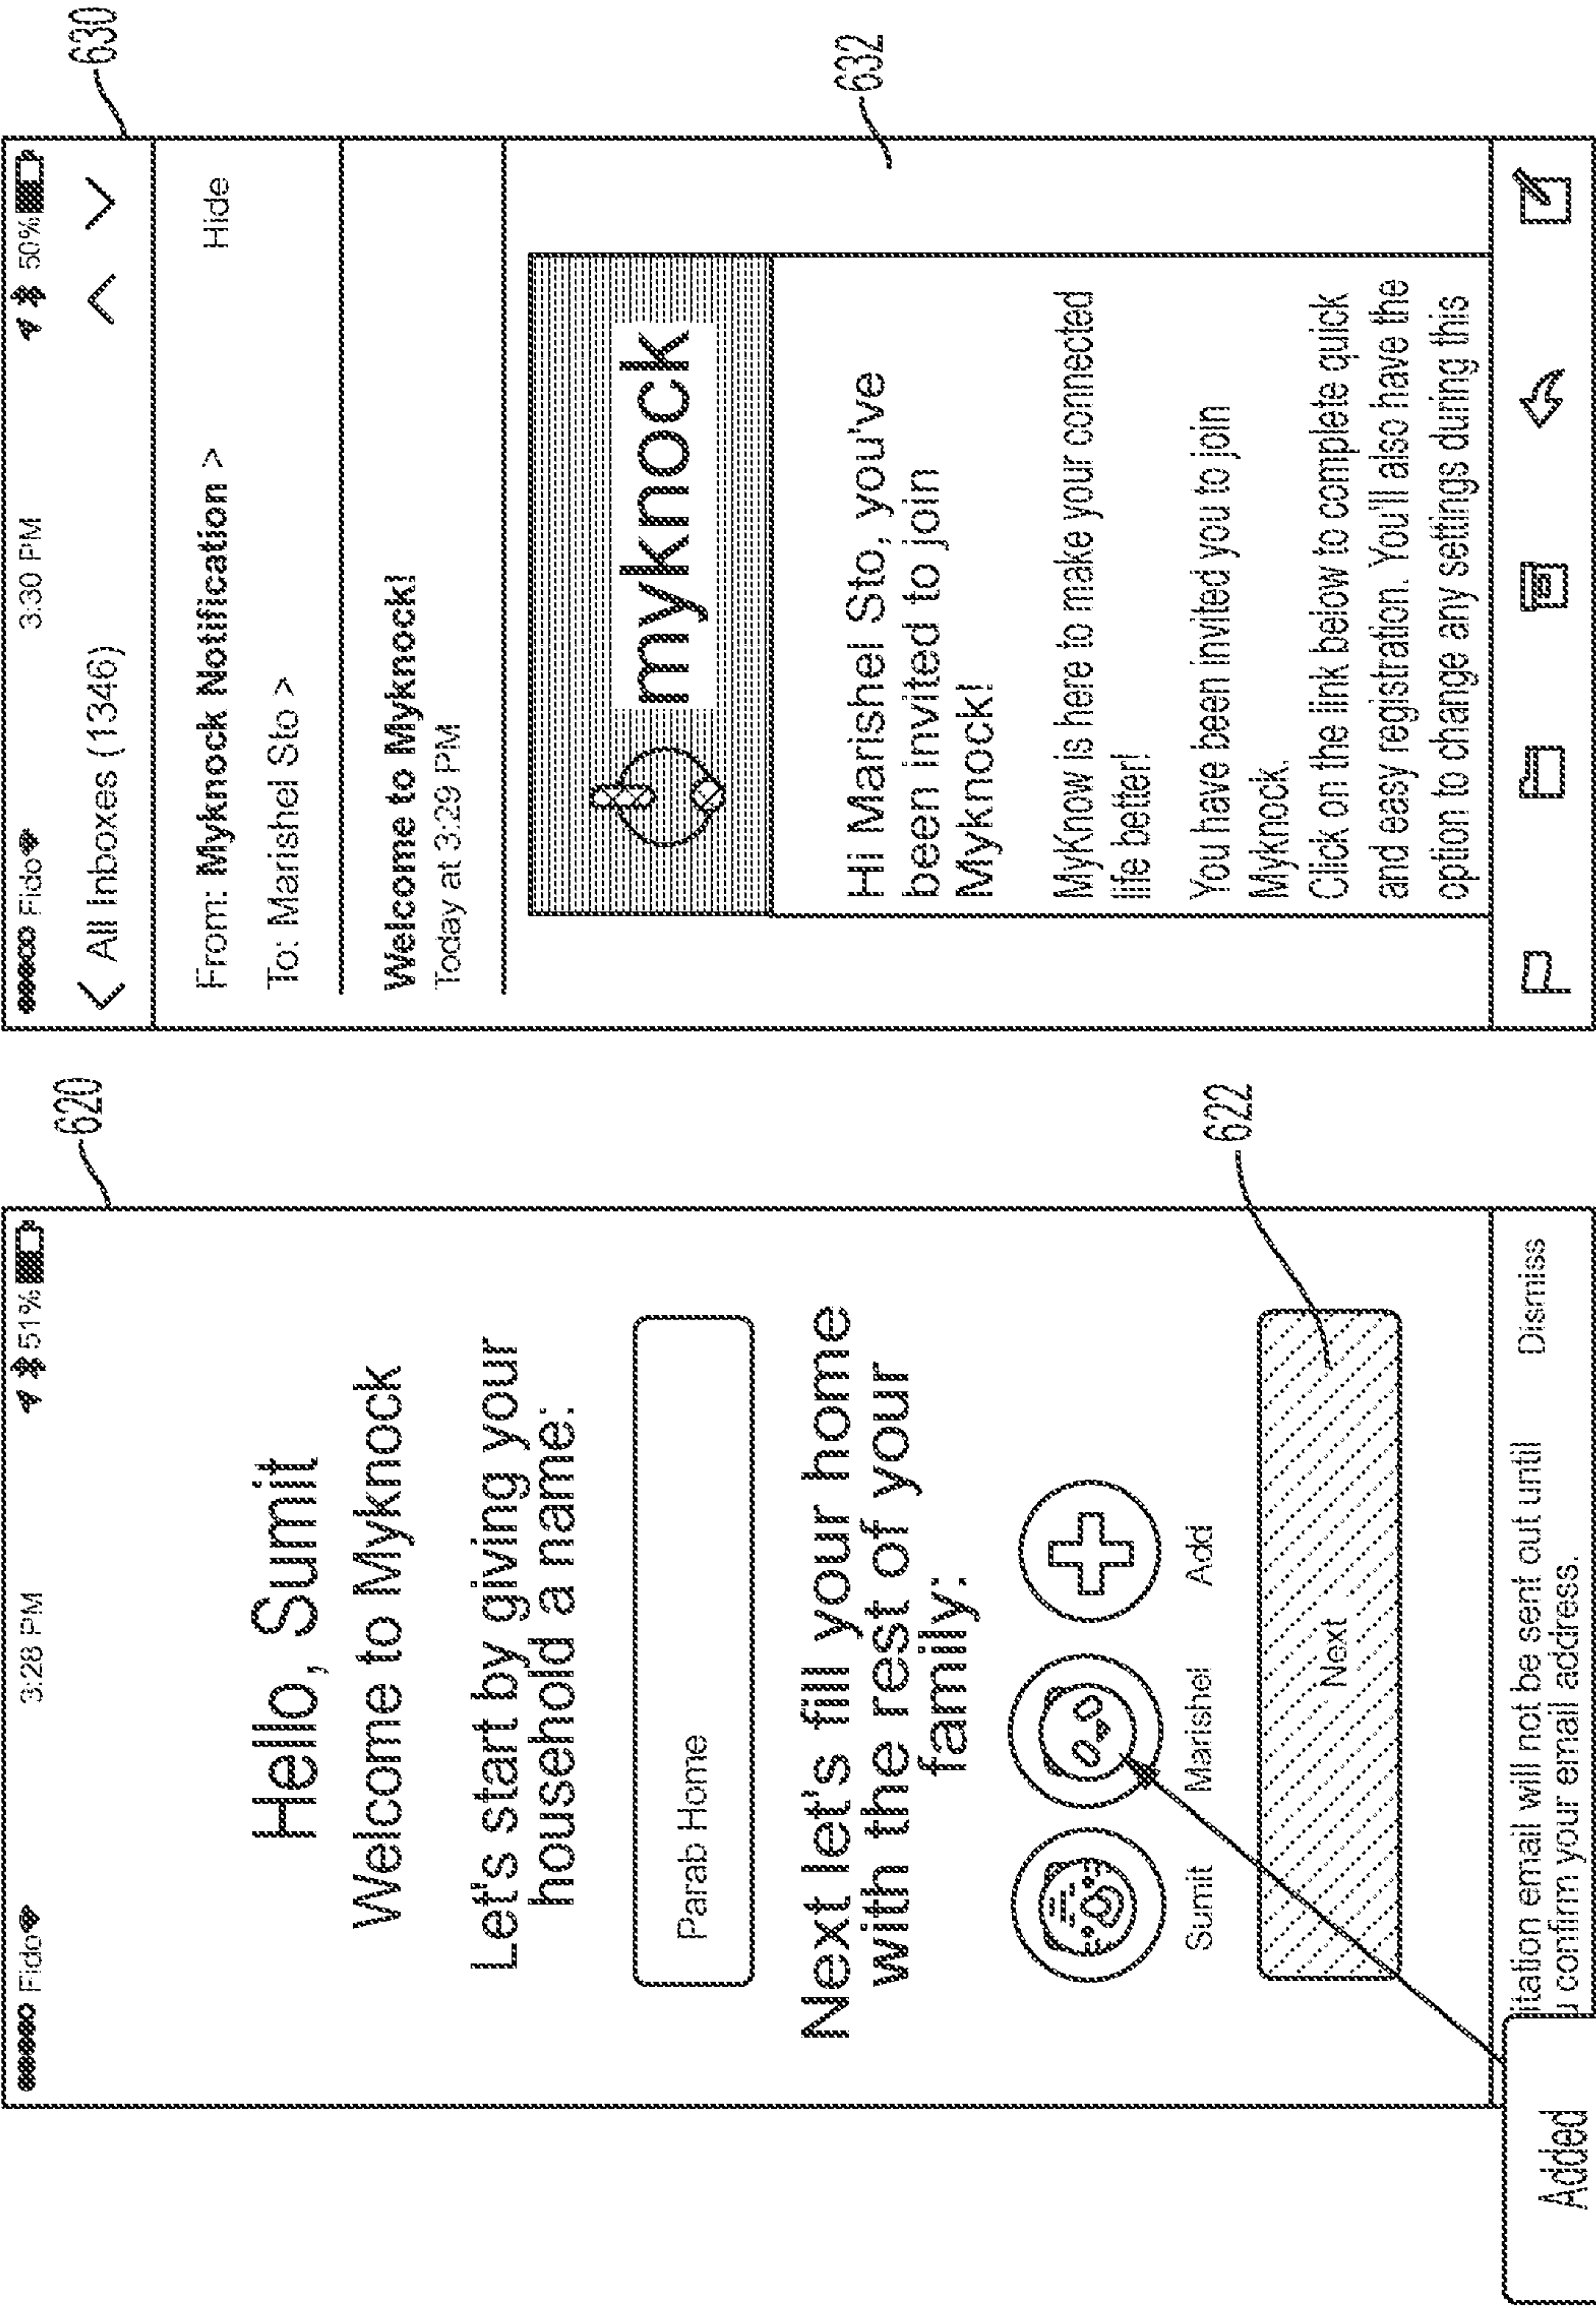 Fido
3:28 PM
51%
620
Hello, Sumit
Welcome to Myknock
Let's start by giving your
household a name:
Parab Home
Next let's fill your home
with the rest of your
family:
Sumit
Marishel
Add
Next
622
itation email will not be sent out until
confirm your email address.
Dismiss
Added
Fido
3:30 PM
50%
630
All Inboxes (1346)
From: Myknock Notification >
Hide
To: Marishel Sto >
Welcome to Myknock!
Today at 3:29 PM
myknock
632
Hi Marishel Sto, you've
been invited to join
Myknock!
MyKnow is here to make your connected
life better!
You have been invited you to join
Myknock.
Click on the link below to complete quick
and easy registration. You'll also have the
option to change any settings during this